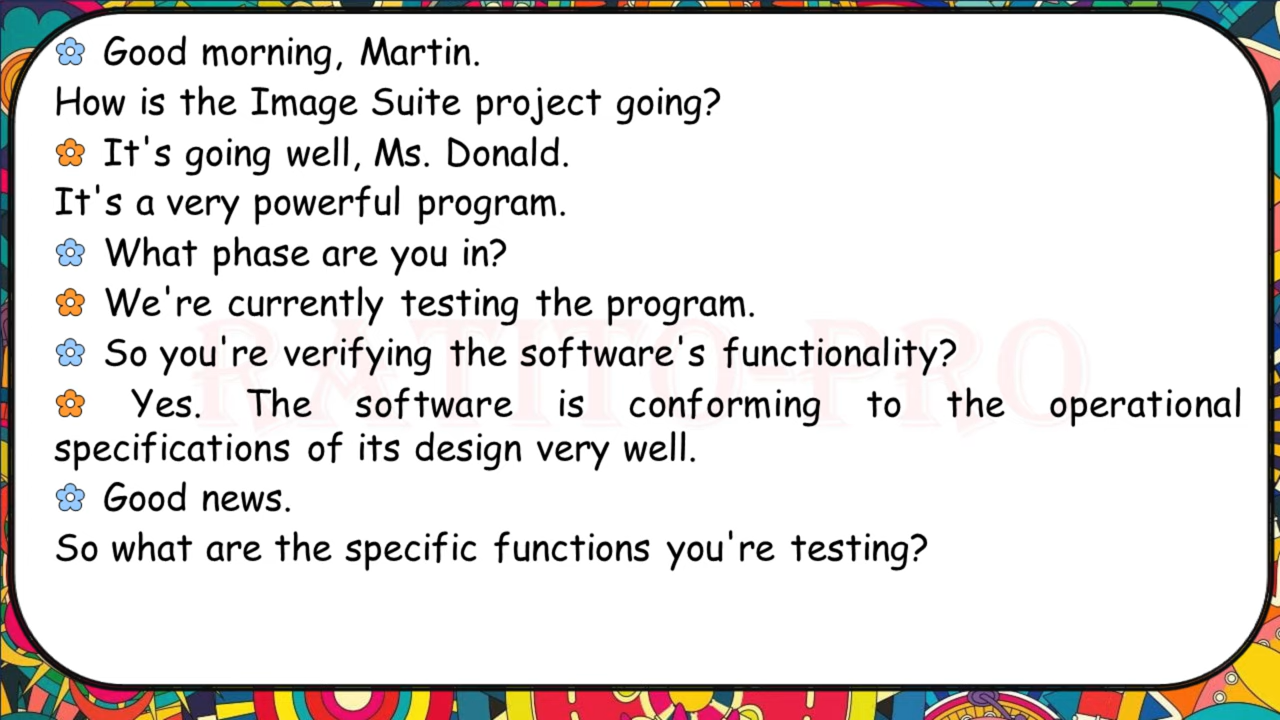 Good morning, Martin.
How is the Image Suite project going?
It's going well, Ms. Donald.
It's a very powerful program.
What phase are you in?
We're currently testing the program.
So you're verifying the software's functionality?
Yes. The software is conforming to the operational
specifications of its design very well.
Good news.
So what are the specific functions you're testing?
RATITO-PRO